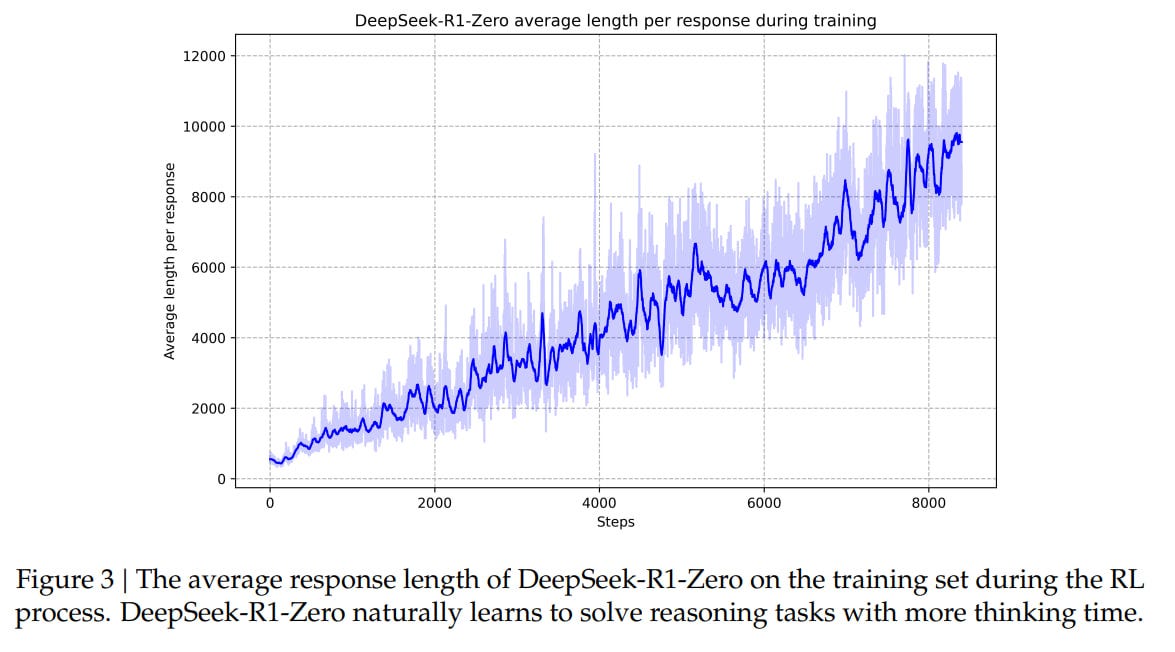 DeepSeek-R1-Zero average length per response during training
12000
10000
8000
6000
4000
2000
0
Average length per response
0 2000 4000 6000 8000
Steps
Figure 3 | The average response length of DeepSeek-R1-Zero on the training set during the RL
process. DeepSeek-R1-Zero naturally learns to solve reasoning tasks with more thinking time.